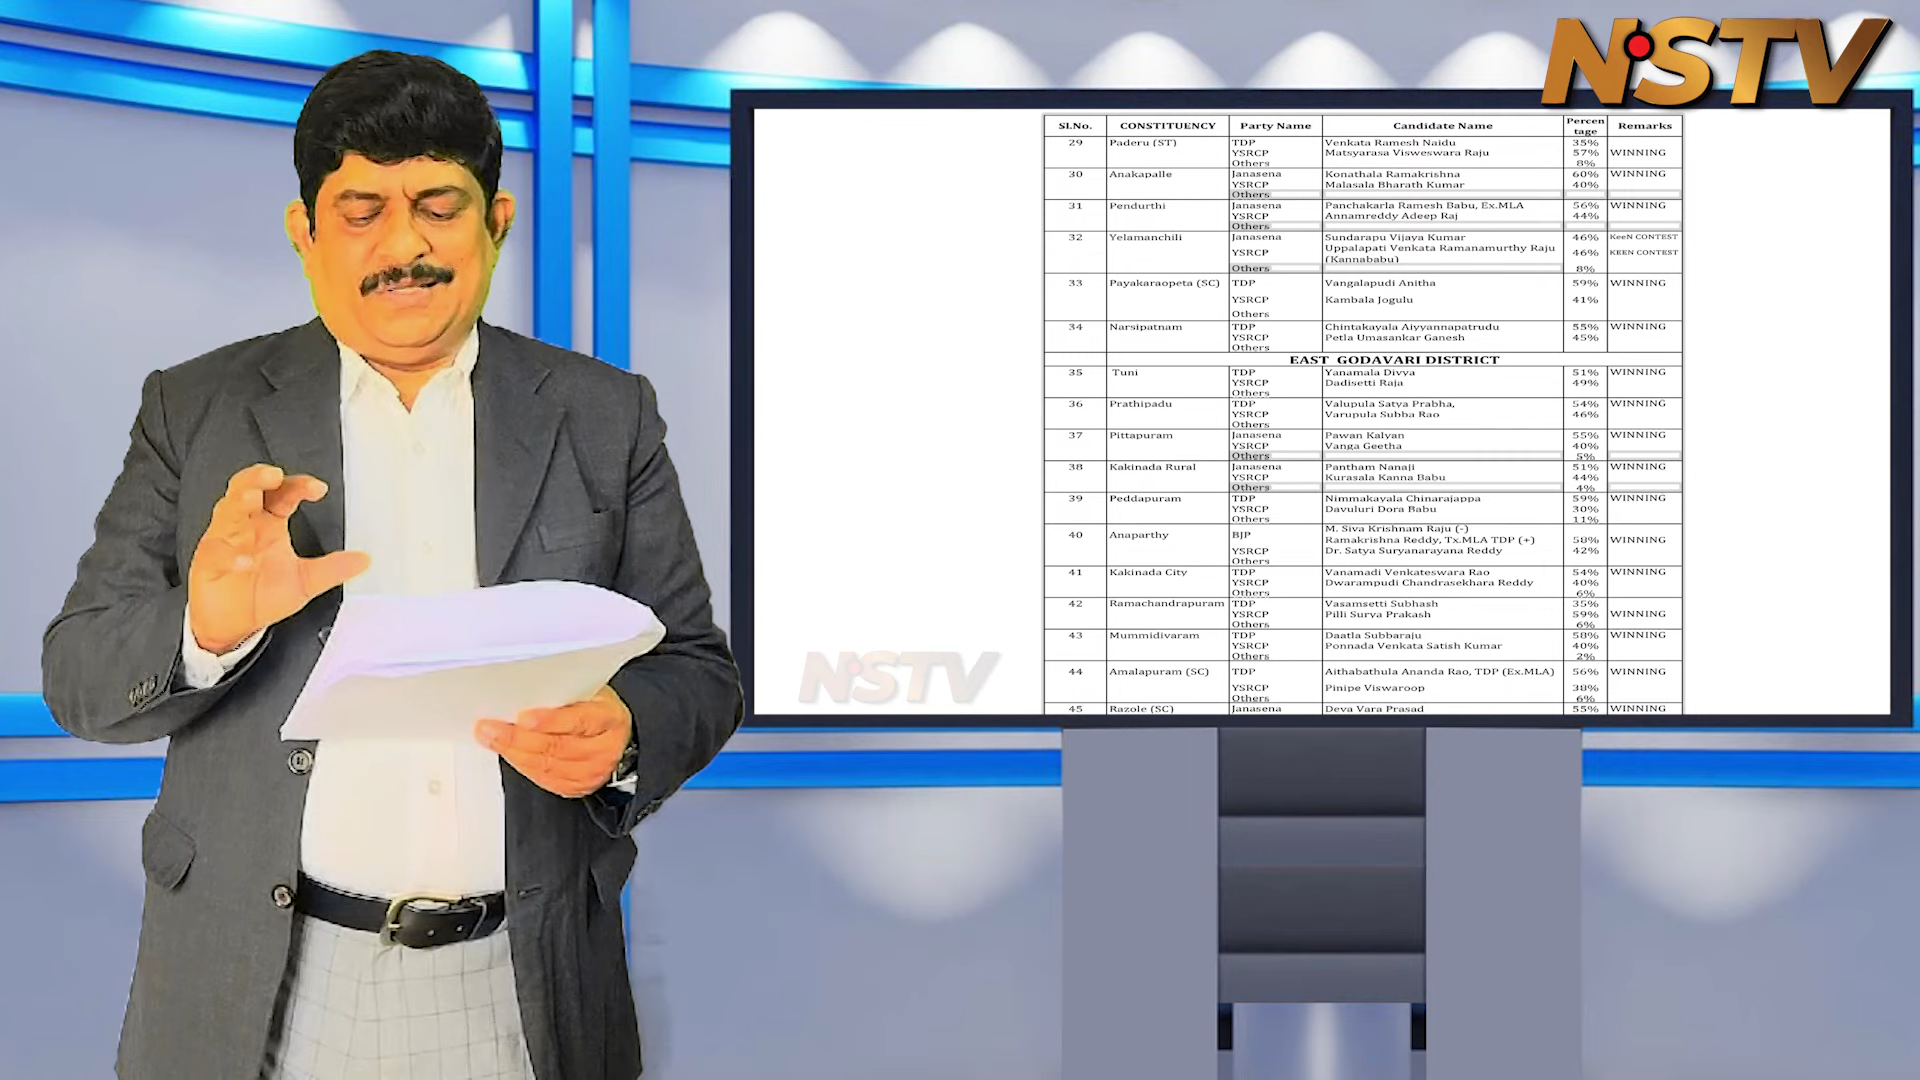 NSTV
Sl.No. CONSTITUENCY Party Name Candidate Name Percen tage Remarks
29 Paderu (ST) TDP Venkata Ramesh Naidu 35%
YSRCP Matsyarasa Visweswara Raju 57% WINNING
Others 8%
30 Anakapalle Janasena Konathala Ramakrishna 60% WINNING
YSRCP Malasala Bharath Kumar 40%
Others
31 Pendurthi Janasena Panchakarla Ramesh Babu, Ex.MLA 56% WINNING
YSRCP Annamreddy Adeep Raj 44%
Others
32 Yelamanchili Janasena Sundarapu Vijaya Kumar 46% KeeN CONTEST
YSRCP Uppalapati Venkata Ramanamurthy Raju (Kannababu) 46% KEEN CONTEST
Others 8%
33 Payakaraopeta (SC) TDP Vangalapudi Anitha 59% WINNING
YSRCP Kambala Jogulu 41%
Others
34 Narsipatnam TDP Chintakayala Aiyyannapatrudu 55% WINNING
YSRCP Petla Umasankar Ganesh 45%
Others
EAST GODAVARI DISTRICT
35 Tuni TDP Yanamala Divya 51% WINNING
YSRCP Dadisetti Raja 49%
Others
36 Prathipadu TDP Valupula Satya Prabha, 54% WINNING
YSRCP Varupula Subba Rao 46%
Others
37 Pittapuram Janasena Pawan Kalyan 55% WINNING
YSRCP Vanga Geetha 40%
Others 5%
38 Kakinada Rural Janasena Pantham Nanaji 51% WINNING
YSRCP Kurasala Kanna Babu 44%
Others 4%
39 Peddapuram TDP Nimmakayala Chinarajappa 59% WINNING
YSRCP Davuluri Dora Babu 30%
Others 11%
M. Siva Krishnam Raju (-)
40 Anaparthy BJP Ramakrishna Reddy, Tx.MLA TDP (+) 58% WINNING
YSRCP Dr. Satya Suryanarayana Reddy 42%
Others
41 Kakinada City TDP Vanamadi Venkateswara Rao 54% WINNING
YSRCP Dwarampudi Chandrasekhara Reddy 40%
Others 6%
42 Ramachandrapuram TDP Vasamsetti Subhash 35%
YSRCP Pilli Surya Prakash 59% WINNING
Others 6%
43 Mummidivaram TDP Daatla Subbaraju 58% WINNING
YSRCP Ponnada Venkata Satish Kumar 40%
Others 2%
44 Amalapuram (SC) TDP Aithabathula Ananda Rao, TDP (Ex.MLA) 56% WINNING
YSRCP Pinipe Viswaroop 38%
Others 6%
45 Razole (SC) Janasena Deva Vara Prasad 55% WINNING
NSTV